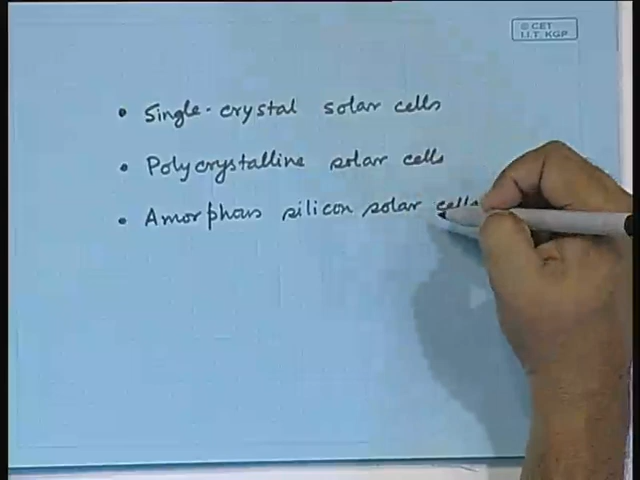 © CET
I.I.T. KGP
• Single-crystal solar cells
• Polycrystalline solar cells
• Amorphous silicon solar cells